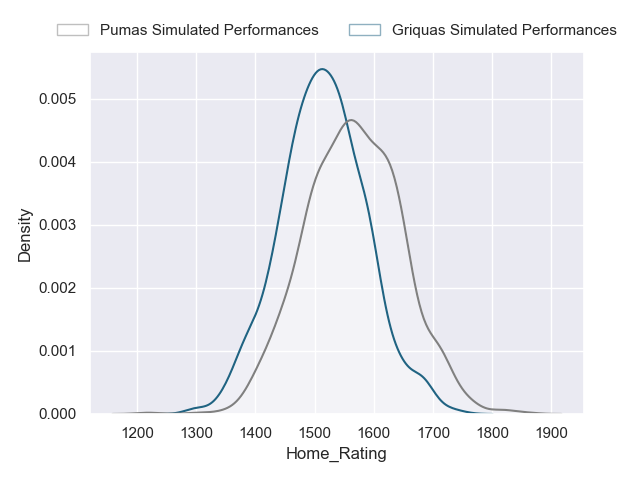 Pumas Simulated Performances
Griquas Simulated Performances
Density
0.005
0.004
0.003
0.002
0.001
0.000
1200 1300 1400 1500 1600 1700 1800 1900
Home_Rating